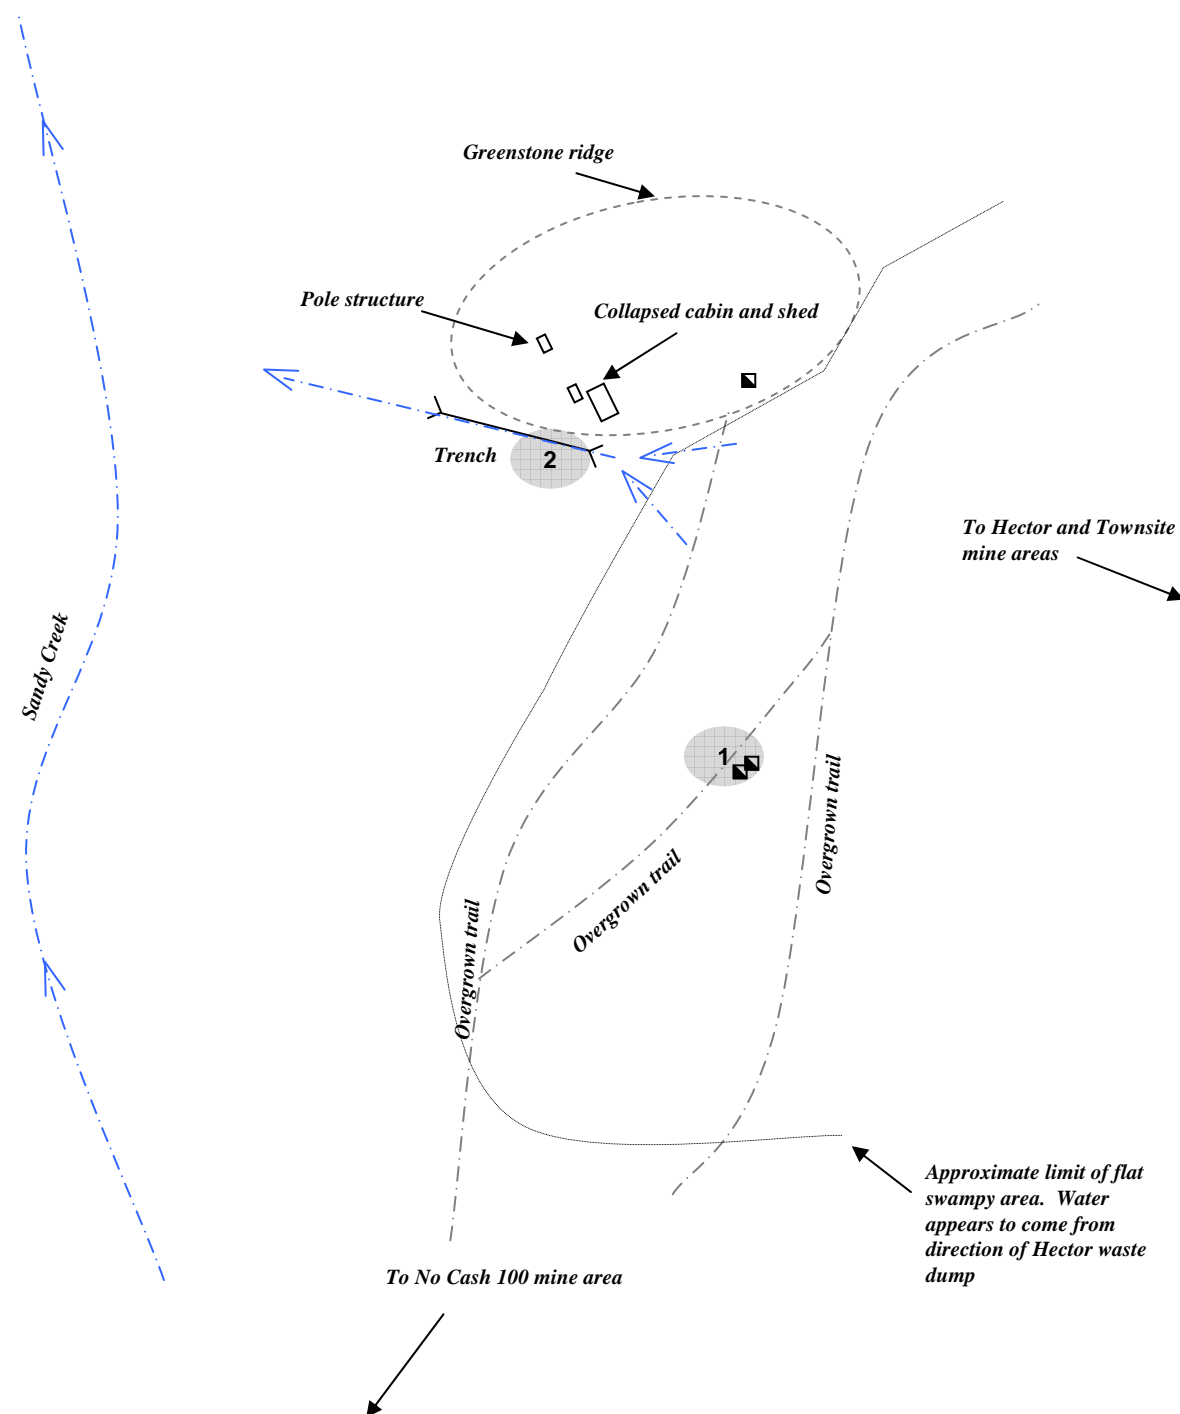 Greenstone ridge
Pole structure
Collapsed cabin and shed
Trench
2
To Hector and Townsite
mine areas
Sandy Creek
1
Overgrown trail
Overgrown trail
Overgrown trail
Approximate limit of flat
swampy area.  Water
appears to come from
direction of Hector waste
dump
To No Cash 100 mine area